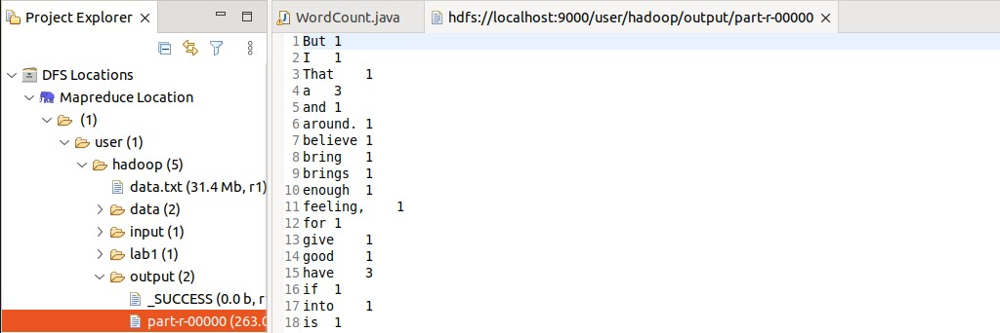 Project Explorer
DFS Locations
Mapreduce Location
(1)
user (1)
hadoop (5)
data.txt (31.4 Mb, r1)
data (2)
input (1)
lab1 (1)
output (2)
_SUCCESS (0.0 b, r
part-r-00000 (263.0
WordCount.java
hdfs://localhost:9000/user/hadoop/output/part-r-00000
1 But 1
2 I 1
3 That 1
4 a 3
5 and 1
6 around. 1
7 believe 1
8 bring 1
9 brings 1
10 enough 1
11 feeling, 1
12 for 1
13 give 1
14 good 1
15 have 3
16 if 1
17 into 1
18 is 1